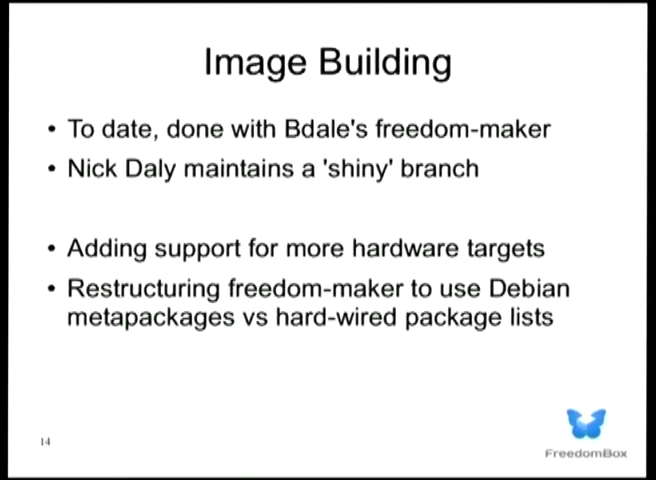 Image Building
• To date, done with Bdale's freedom-maker
• Nick Daly maintains a 'shiny' branch
• Adding support for more hardware targets
• Restructuring freedom-maker to use Debian
metapackages vs hard-wired package lists
14
FreedomBox